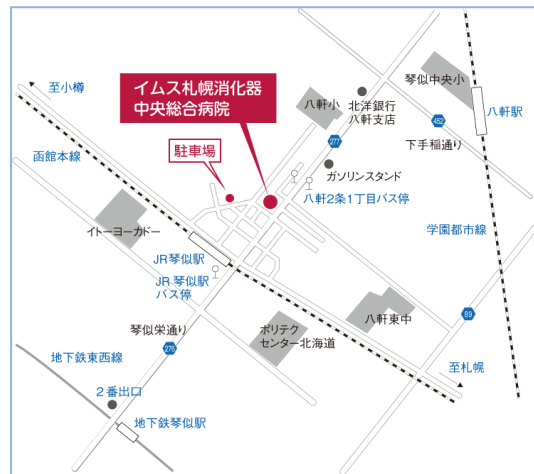 至小樽
イムス札幌消化器
中央総合病院
函館本線
駐車場
八軒小
北洋銀行
八軒支店
琴似中央小
八軒駅
452
下手稲通り
277
ガソリンスタンド
八軒2条1丁目バス停
学園都市線
イトーヨーカドー
JR琴似駅
JR 琴似駅
バス停
八軒東中
89
琴似栄通り
ポリテク
センター北海道
276
至札幌
地下鉄東西線
2番出口
地下鉄琴似駅